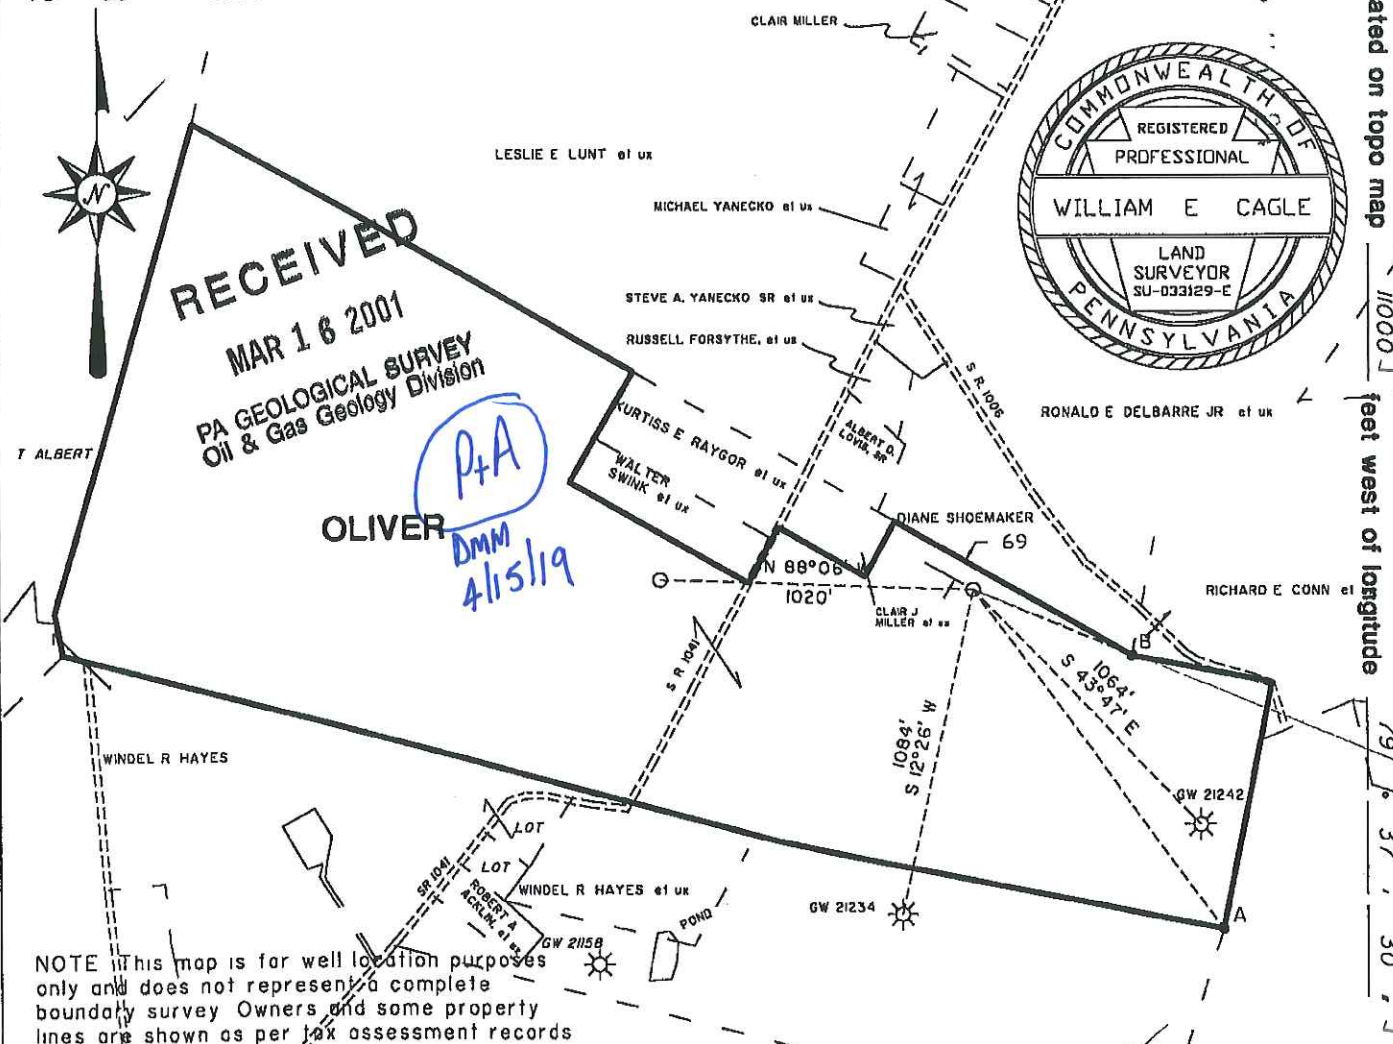 CLAIR MILLER
COMMONWEALTH OF
REGISTERED
PROFESSIONAL
WILLIAM E CAGLE
LAND
SURVEYOR
SU-033129-E
PENNSYLVANIA
ated on topo map
11000
feet west of longitude
79 ° 37 ' 30 "
N
LESLIE E LUNT et ux
MICHAEL YANECKO et ux
STEVE A. YANECKO SR et ux
RUSSELL FORSYTHE, et ux
RECEIVED
MAR 16 2001
PA GEOLOGICAL SURVEY
Oil & Gas Geology Division
S R 1006
RONALD E DELBARRE JR et ux
T ALBERT
KURTISS E RAYGOR et ux
ALBERT D.
LOVIS, SR
WALTER
SWINK et ux
P+A
DMM
4/15/19
OLIVER
DIANE SHOEMAKER
69
N 88°06' W
1020'
CLAIR J
MILLER et ux
RICHARD E CONN et
B
1064'
S 43°47' E
S R 1041
1084'
S 12°26' W
WINDEL R HAYES
GW 21242
LOT
LOT
SR 1041
ROBERT A
ACKLIN, et ux
WINDEL R HAYES et ux
GW 21234
A
POND
GW 21158
NOTE This map is for well location purposes
only and does not represent a complete
boundary survey Owners and some property
lines are shown as per tax assessment records